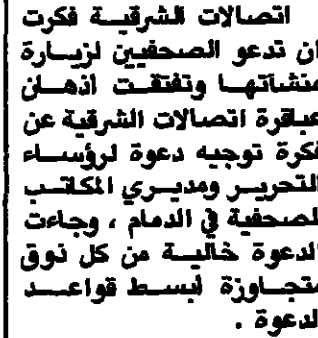 اتصالات الشرقية فكرت
ان تدعو الصحفيين لزيارة
منشآتها وتفتقت اذهان
عباقرة اتصالات الشرقية عن
فكرة توجيه دعوة لرؤساء
التحرير ومديري المكاتب
الصحفية في الدمام ، وجاءت
الدعوة خالية من كل ذوق
متجاوزة ابسط قواعد
الدعوة .